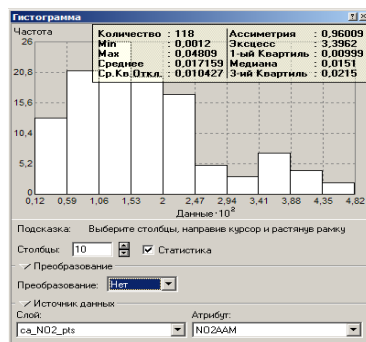 Гистограмма
Частота
Количество : 118 Ассиметрия : 0,96009
Min : 0,0012 Эксцесс : 3,3962
Max : 0,04809 1-ый Квартиль : 0,00999
Среднее : 0,017159 Медиана : 0,0151
Ср.Кв.Откл. : 0,010427 3-ий Квартиль : 0,0215
26
20,8
15,6
10,4
5,2
0
0,12 0,59 1,06 1,53 2 2,47 2,94 3,41 3,88 4,35 4,82
Данные·10²
Подсказка: Выберите столбцы, направив курсор и растянув рамку
Столбцы: 10 Статистика
Преобразование
Преобразование: Нет
Источник данных
Слой: Атрибут:
ca_NO2_pts NO2AAM